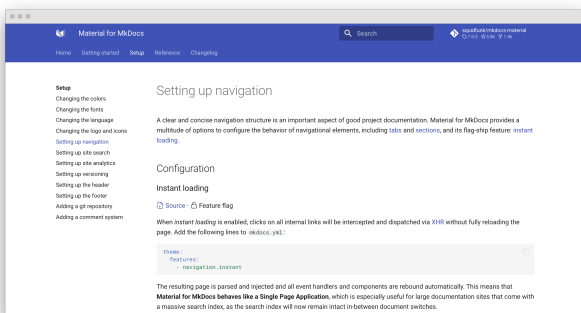 Material for MkDocs
Search
squidfunk/mkdocs-material
Home Getting started Setup Reference Changelog
Setup
Changing the colors
Changing the fonts
Changing the language
Changing the logo and icons
Setting up navigation
Setting up site search
Setting up site analytics
Setting up versioning
Setting up the header
Setting up the footer
Adding a git repository
Adding a comment system
Setting up navigation
A clear and concise navigation structure is an important aspect of good project documentation. Material for MkDocs provides a
multitude of options to configure the behavior of navigational elements, including tabs and sections, and its flag-ship feature: instant
loading.
Configuration
Instant loading
Source · Feature flag
When instant loading is enabled, clicks on all internal links will be intercepted and dispatched via XHR without fully reloading the
page. Add the following lines to mkdocs.yml:
theme:
features:
- navigation.instant
The resulting page is parsed and injected and all event handlers and components are rebound automatically. This means that
Material for MkDocs behaves like a Single Page Application, which is especially useful for large documentation sites that come with
a massive search index, as the search index will now remain intact in-between document switches.